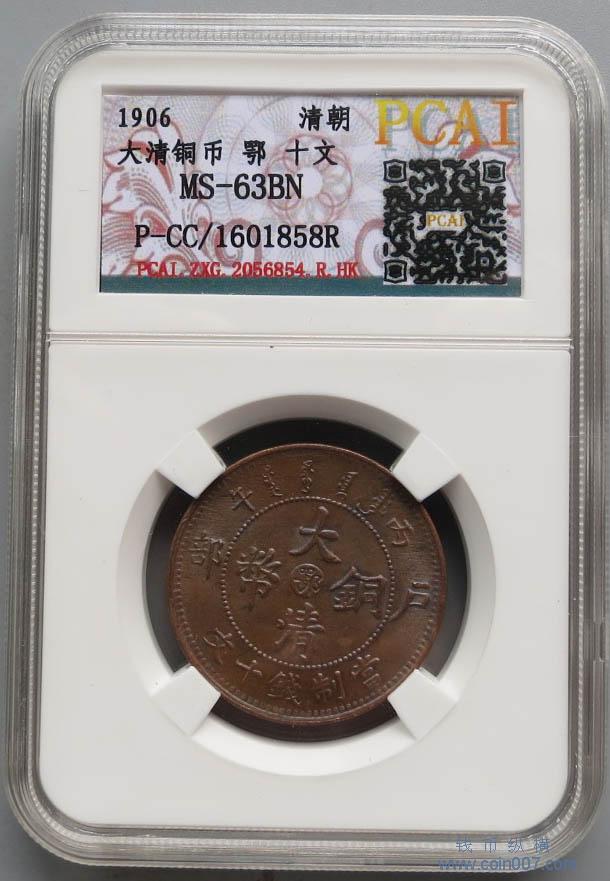 1906 清朝 PCAI
大清铜币 鄂 十文
MS-63BN
P-CC/1601858R
PCAI
PCAI.ZXG.2056854.R.HK
丙午
戶部
大清銅幣
鄂
當制錢十文
钱币纵横
www.coin007.com